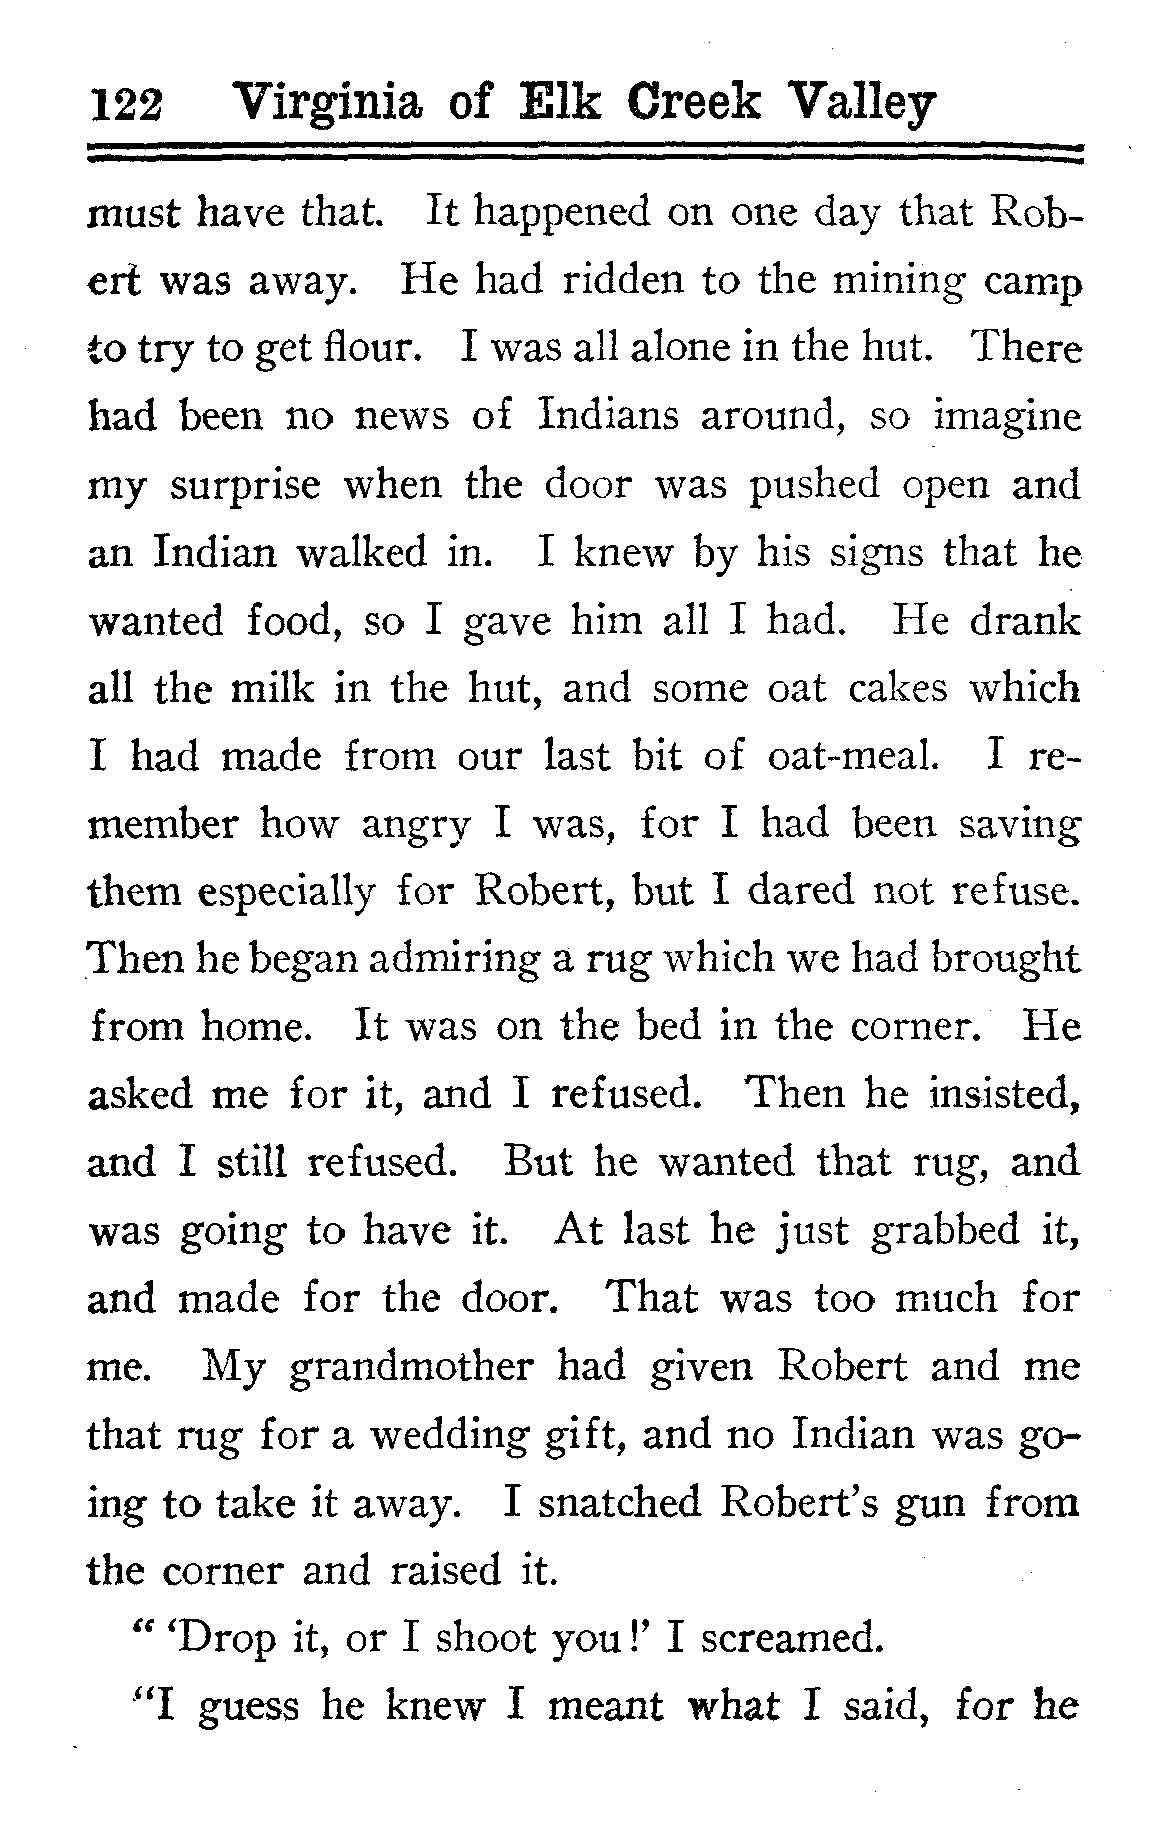 122 Virginia of Elk Creek Valley
must have that. It happened on one day that Rob-
ert was away. He had ridden to the mining camp
to try to get flour. I was all alone in the hut. There
had been no news of Indians around, so imagine
my surprise when the door was pushed open and
an Indian walked in. I knew by his signs that he
wanted food, so I gave him all I had. He drank
all the milk in the hut, and some oat cakes which
I had made from our last bit of oat-meal. I re-
member how angry I was, for I had been saving
them especially for Robert, but I dared not refuse.
Then he began admiring a rug which we had brought
from home. It was on the bed in the corner. He
asked me for it, and I refused. Then he insisted,
and I still refused. But he wanted that rug, and
was going to have it. At last he just grabbed it,
and made for the door. That was too much for
me. My grandmother had given Robert and me
that rug for a wedding gift, and no Indian was go-
ing to take it away. I snatched Robert's gun from
the corner and raised it.
" 'Drop it, or I shoot you!' I screamed.
"I guess he knew I meant what I said, for he